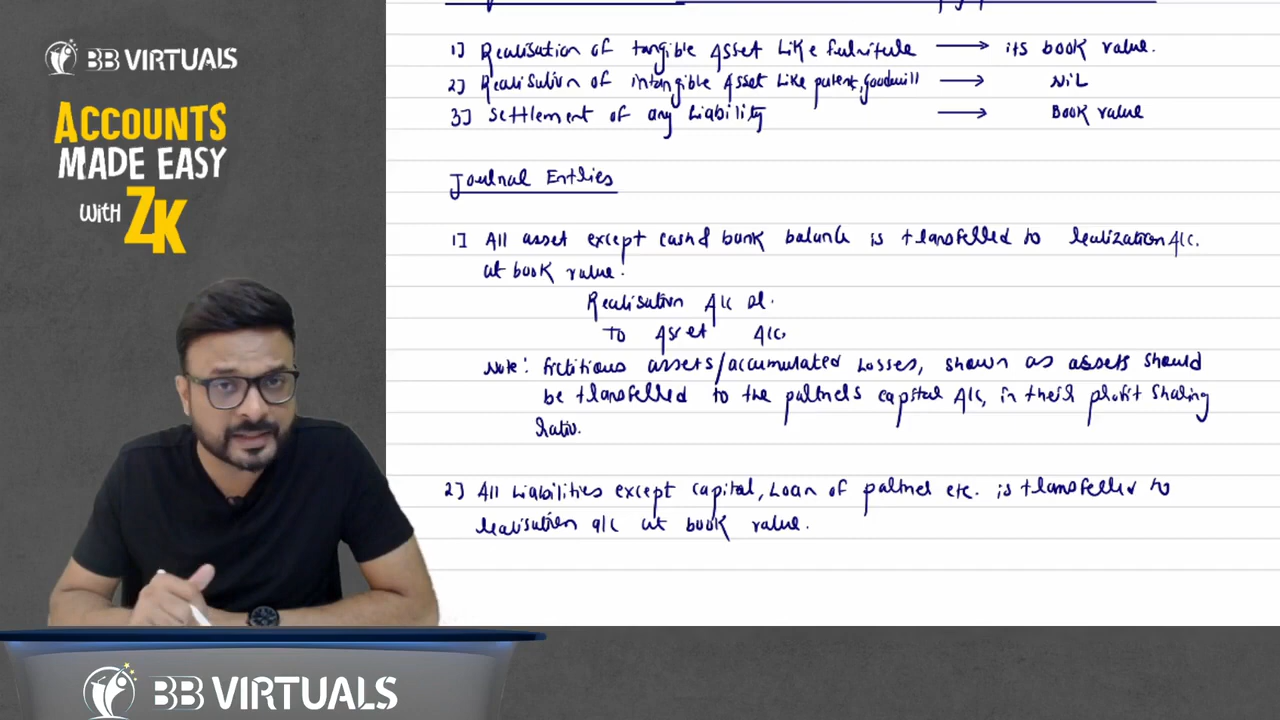 BB VIRTUALS
ACCOUNTS
MADE EASY
WITH ZK
1] Realisation of tangible Asset Like furniture → its book value.
2] Realisation of intangible Asset Like patent, Goodwill → NiL
3] Settlement of any Liability → Book value
Journal Entries
1] All asset except cash & bank balance is transferred to realization A/c.
at book value.
Realisation A/c Dr.
To Asset A/c
Note: fictitious assets/accumulated Losses, shown as assets should
be transferred to the partners capital A/c, in their profit sharing
ratio.
2] All Liabilities except capital, Loan of partner etc. is transferred to
realisation a/c at book value.
BB VIRTUALS